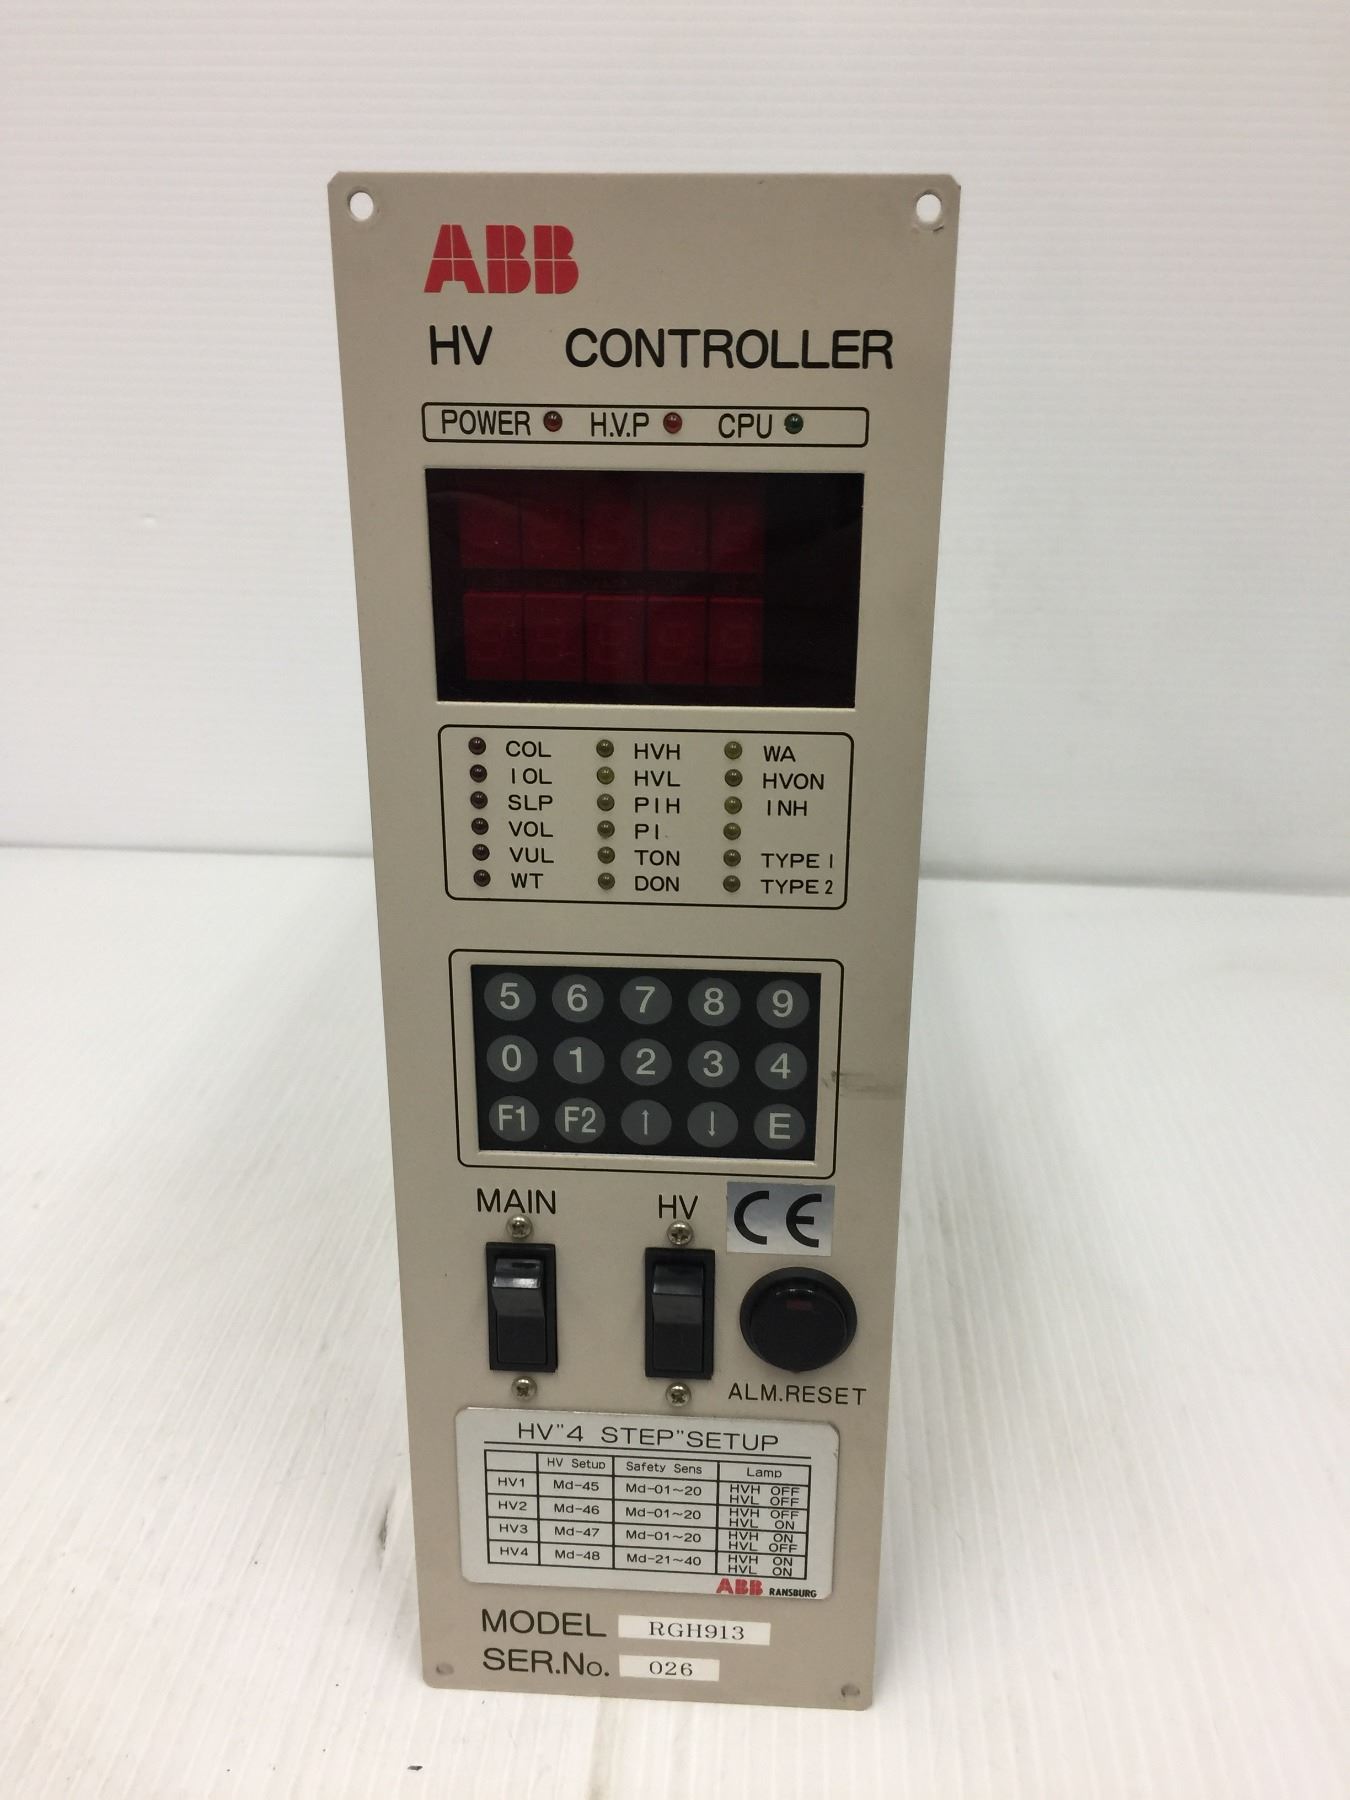 ABB
HV CONTROLLER
POWER H.V.P CPU
COL HVH WA
IOL HVL HVON
SLP PIH INH
VOL PI
VUL TON TYPE 1
WT DON TYPE 2
5 6 7 8 9
0 1 2 3 4
F1 F2 ↑ ↓ E
MAIN HV CE
ALM.RESET
HV"4 STEP"SETUP
HV Setup Safety Sens Lamp
HV1 Md-45 Md-01~20 HVH OFF
HVL OFF
HV2 Md-46 Md-01~20 HVH OFF
HVL ON
HV3 Md-47 Md-01~20 HVH ON
HVL OFF
HV4 Md-48 Md-21~40 HVH ON
HVL ON
ABB RANSBURG
MODEL RGH913
SER.No. 026